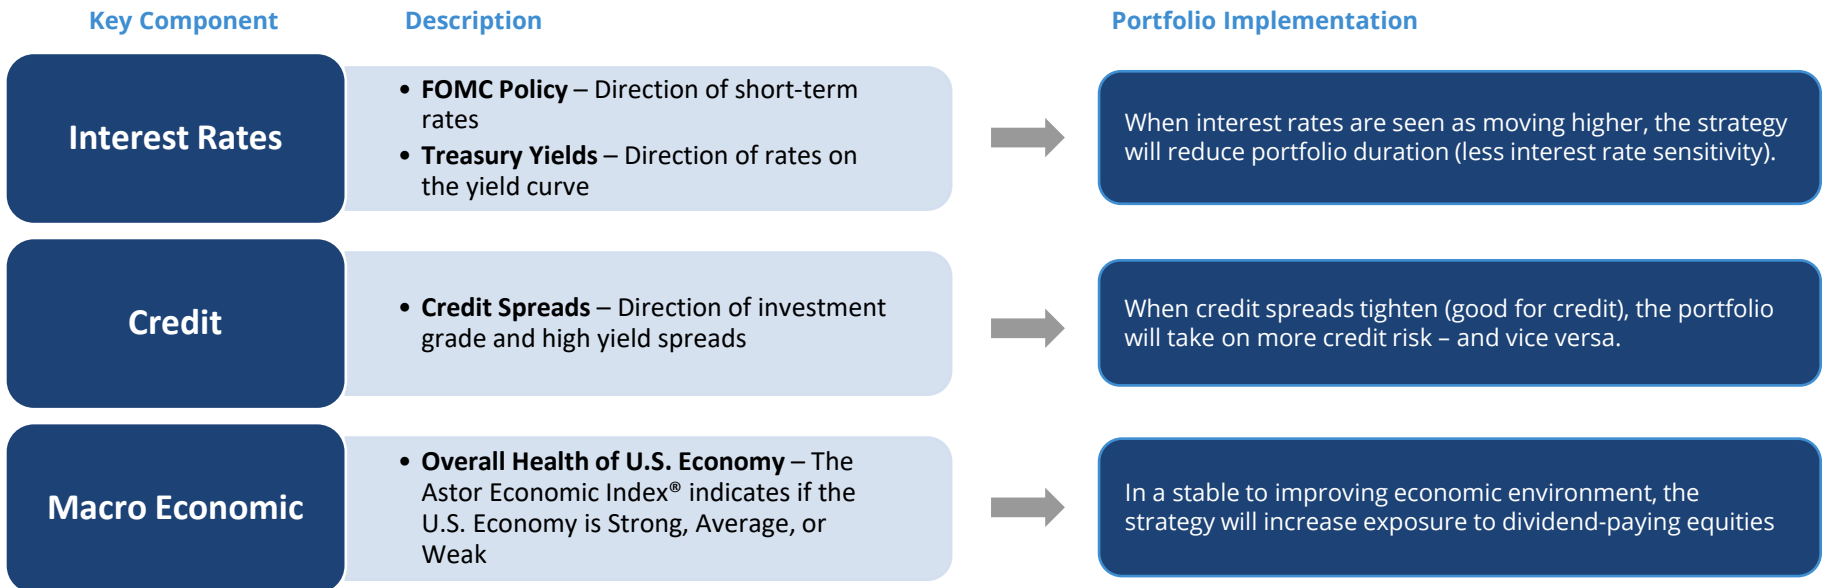 Key Component
Description
Portfolio Implementation
Interest Rates
• FOMC Policy – Direction of short-term
rates
• Treasury Yields – Direction of rates on
the yield curve
When interest rates are seen as moving higher, the strategy
will reduce portfolio duration (less interest rate sensitivity).
Credit
• Credit Spreads – Direction of investment
grade and high yield spreads
When credit spreads tighten (good for credit), the portfolio
will take on more credit risk – and vice versa.
Macro Economic
• Overall Health of U.S. Economy – The
Astor Economic Index® indicates if the
U.S. Economy is Strong, Average, or
Weak
In a stable to improving economic environment, the
strategy will increase exposure to dividend-paying equities